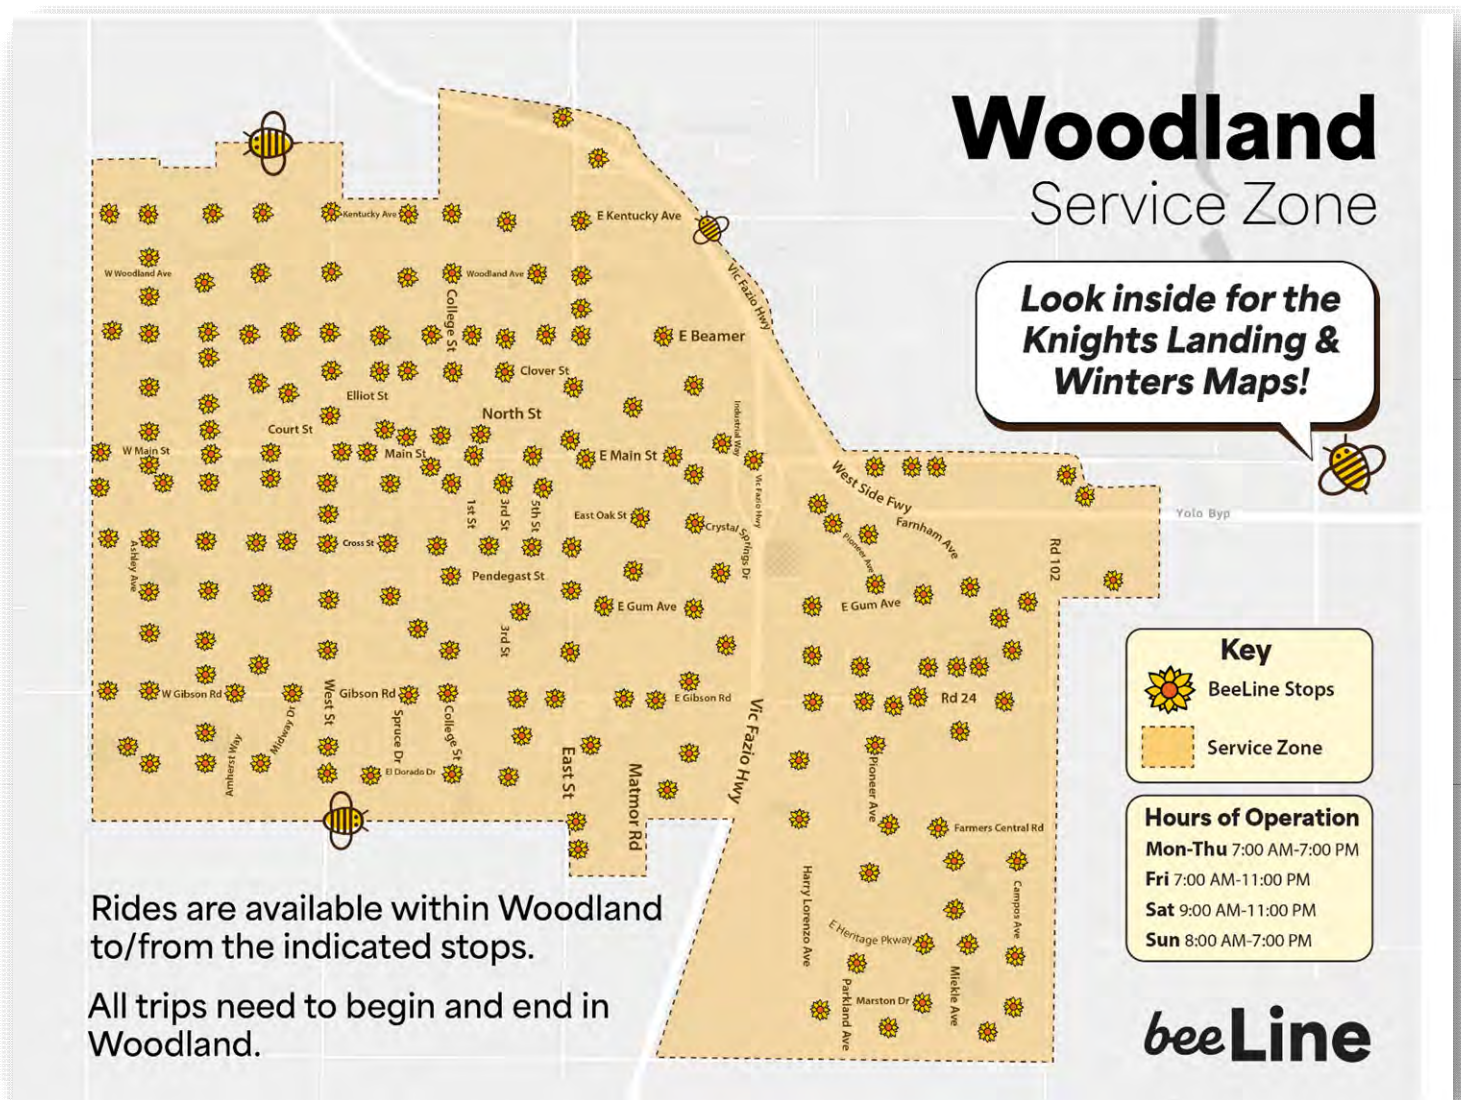 Woodland
Service Zone
Look inside for the
Knights Landing &
Winters Maps!
Kentucky Ave
E Kentucky Ave
W Woodland Ave
Woodland Ave
College St
Vic Fazio Hwy
E Beamer
Clover St
Elliot St
North St
Court St
Industrial Way
W Main St
Main St
E Main St
West Side Fwy
Vic Fazio Hwy
1st St
3rd St
5th St
East Oak St
Crystal Springs Dr
Farnham Ave
Pioneer Ave
Yolo Byp
Rd 102
Ashley Ave
Cross St
Pendegast St
E Gum Ave
E Gum Ave
3rd St
W Gibson Rd
West St
Gibson Rd
E Gibson Rd
Rd 24
Midway Dr
Amherst Way
Spruce Dr
College St
El Dorado Dr
East St
Matmor Rd
Vic Fazio Hwy
Pioneer Ave
Farmers Central Rd
Harry Lorenzo Ave
Campos Ave
E Heritage Pkway
Parkland Ave
Marston Dr
Miekle Ave
Key
BeeLine Stops
Service Zone
Hours of Operation
Mon-Thu 7:00 AM-7:00 PM
Fri 7:00 AM-11:00 PM
Sat 9:00 AM-11:00 PM
Sun 8:00 AM-7:00 PM
Rides are available within Woodland
to/from the indicated stops.
All trips need to begin and end in
Woodland.
beeLine